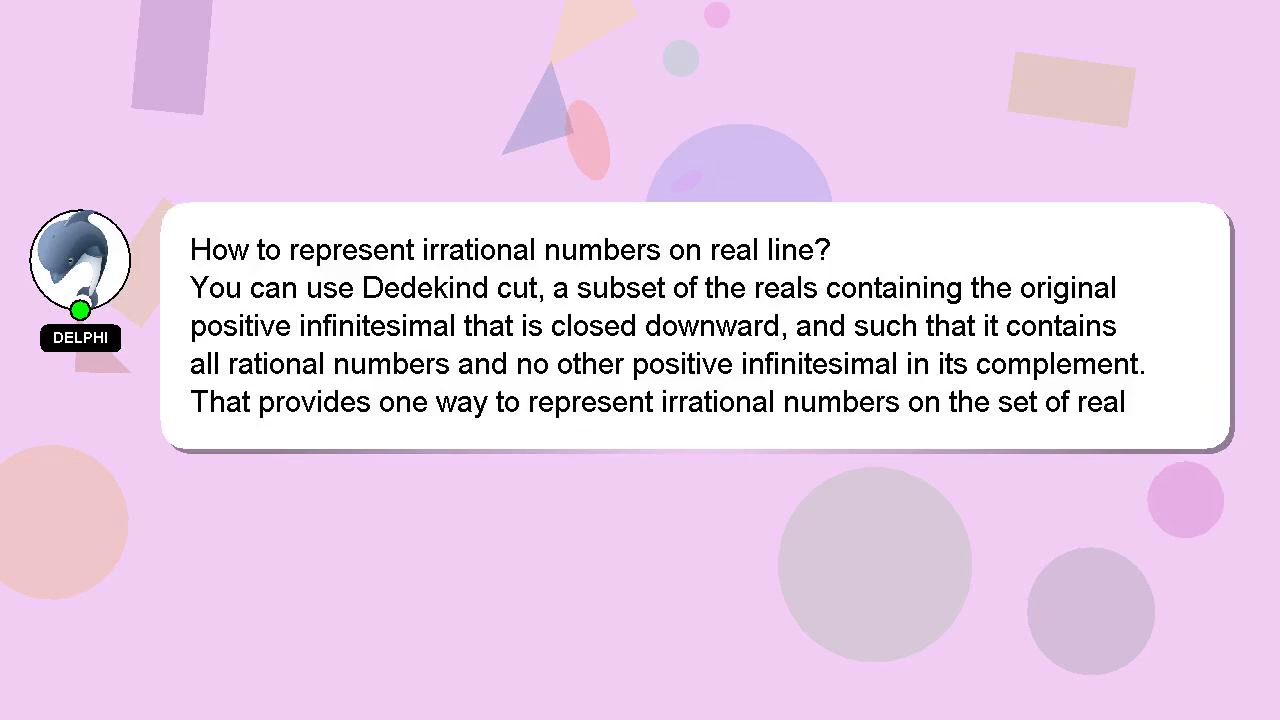 How to represent irrational numbers on real line?
You can use Dedekind cut, a subset of the reals containing the original
positive infinitesimal that is closed downward, and such that it contains
all rational numbers and no other positive infinitesimal in its complement.
That provides one way to represent irrational numbers on the set of real
DELPHI